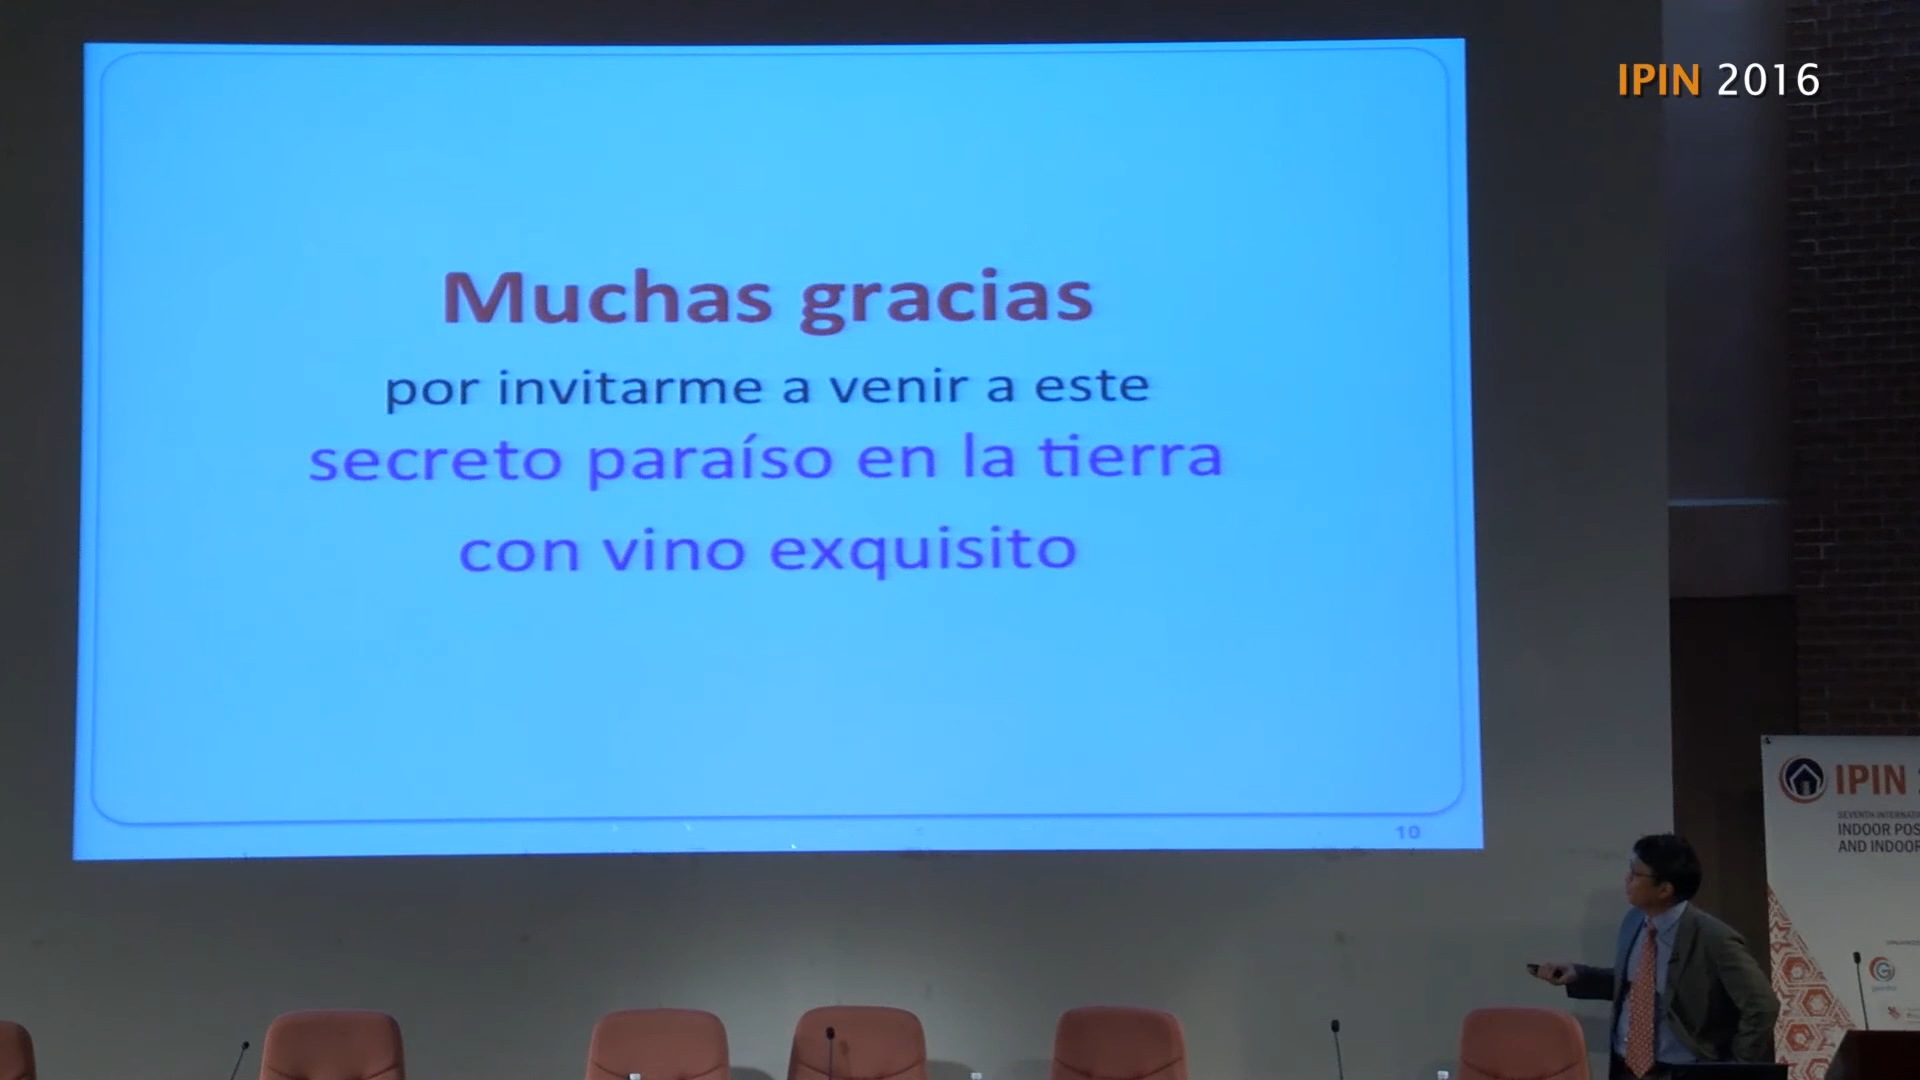 IPIN 2016
Muchas gracias
por invitarme a venir a este
secreto paraíso en la tierra
con vino exquisito
10
IPIN
SEVENTH
INDOOR
AND INDOOR